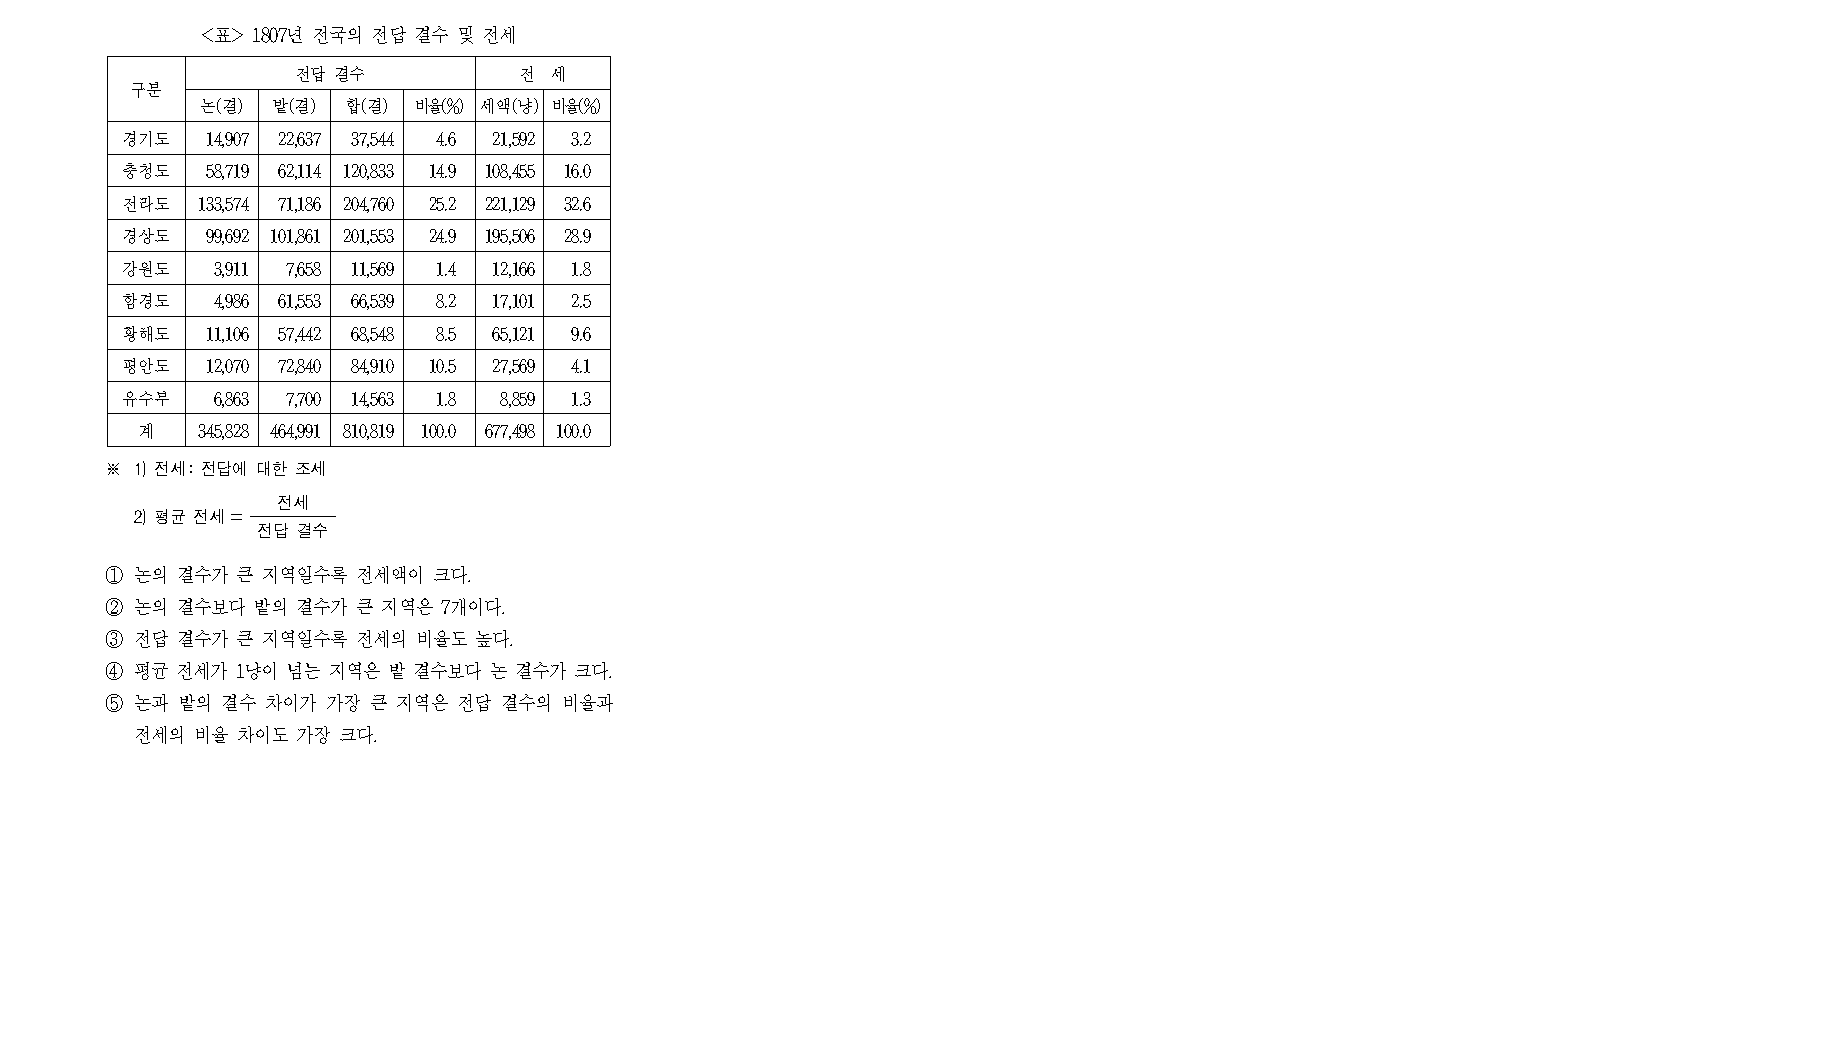 <표> 1807년 전국의 전답 결수 및 전세
구분 전답 결수 전 세
논(결) 밭(결) 합(결) 비율(%) 세액(냥) 비율(%)
경기도 14,907 22,637 37,544 4.6 21,592 3.2
충청도 58,719 62,114 120,833 14.9 108,455 16.0
전라도 133,574 71,186 204,760 25.2 221,129 32.6
경상도 99,692 101,861 201,553 24.9 195,506 28.9
강원도 3,911 7,658 11,569 1.4 12,166 1.8
함경도 4,986 61,553 66,539 8.2 17,101 2.5
황해도 11,106 57,442 68,548 8.5 65,121 9.6
평안도 12,070 72,840 84,910 10.5 27,569 4.1
유수부 6,863 7,700 14,563 1.8 8,859 1.3
계 345,828 464,991 810,819 100.0 677,498 100.0
※ 1) 전세: 전답에 대한 조세
2) 평균 전세 = 전세
전답 결수
① 논의 결수가 큰 지역일수록 전세액이 크다.
② 논의 결수보다 밭의 결수가 큰 지역은 7개이다.
③ 전답 결수가 큰 지역일수록 전세의 비율도 높다.
④ 평균 전세가 1냥이 넘는 지역은 밭 결수보다 논 결수가 크다.
⑤ 논과 밭의 결수 차이가 가장 큰 지역은 전답 결수의 비율과
전세의 비율 차이도 가장 크다.